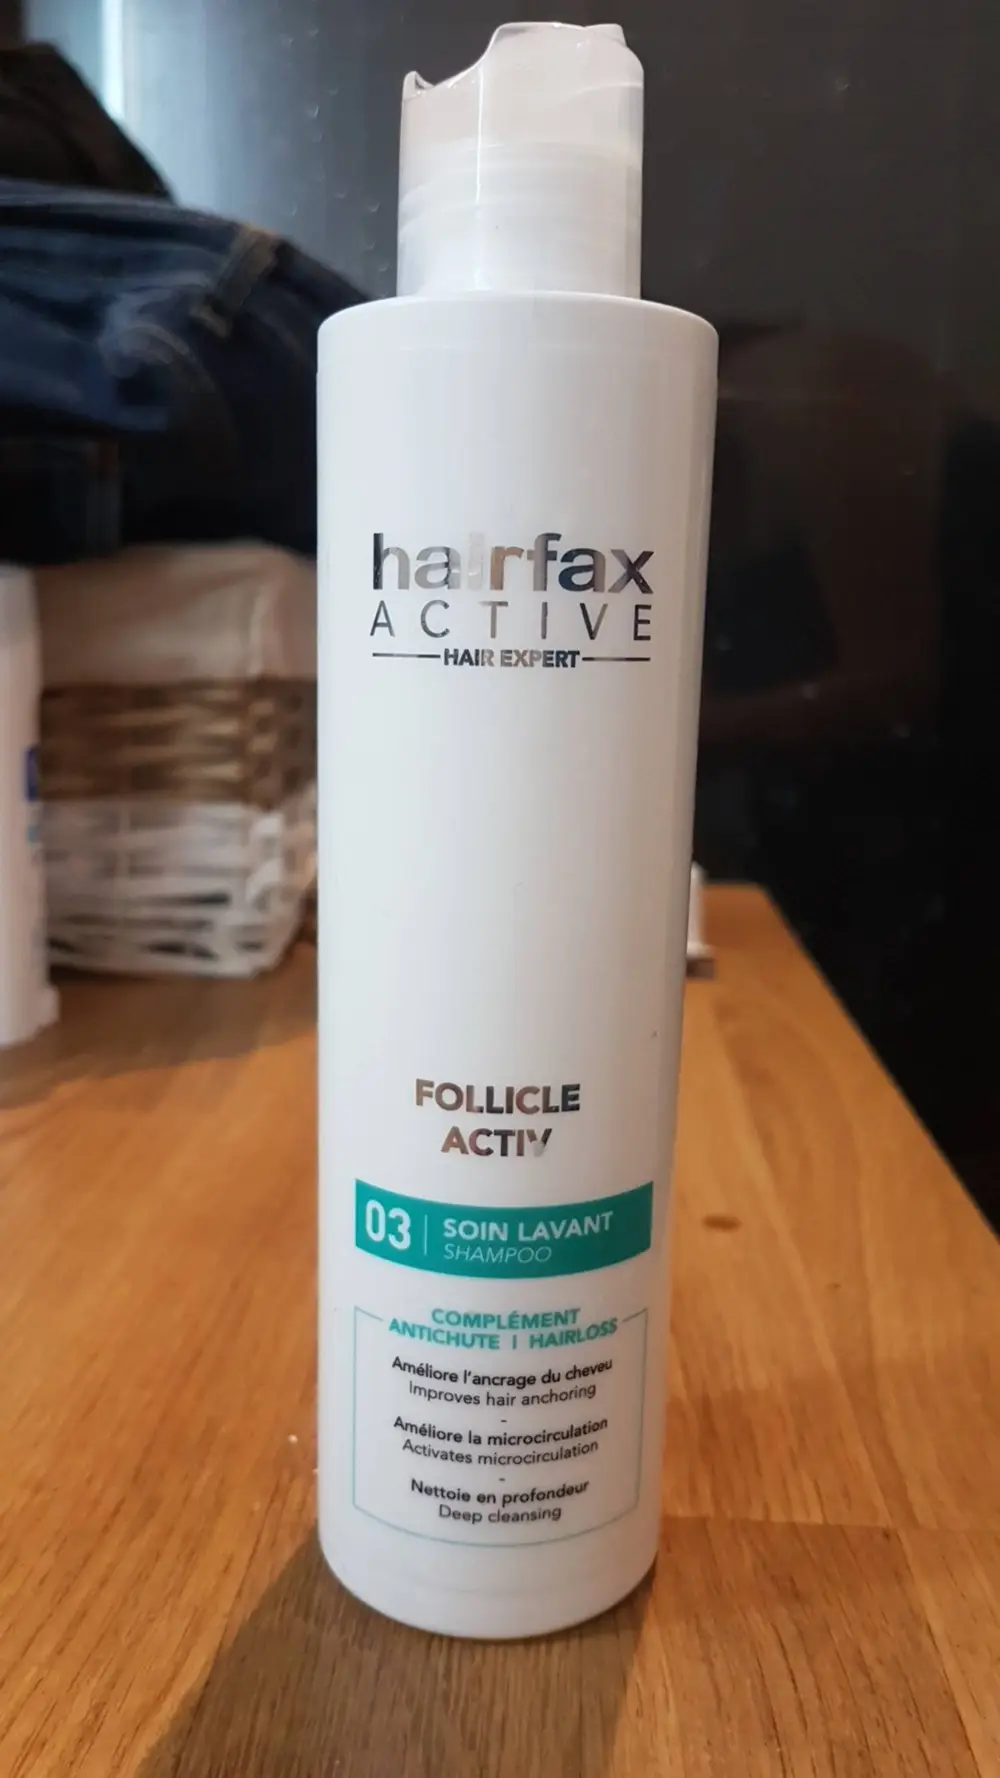 hairfax
ACTIVE
HAIR EXPERT
FOLLICLE
ACTIV
03 | SOIN LAVANT
SHAMPOO
COMPLÉMENT
ANTICHUTE | HAIRLOSS
Améliore l'ancrage du cheveu
Improves hair anchoring
-
Améliore la microcirculation
Activates microcirculation
-
Nettoie en profondeur
Deep cleansing